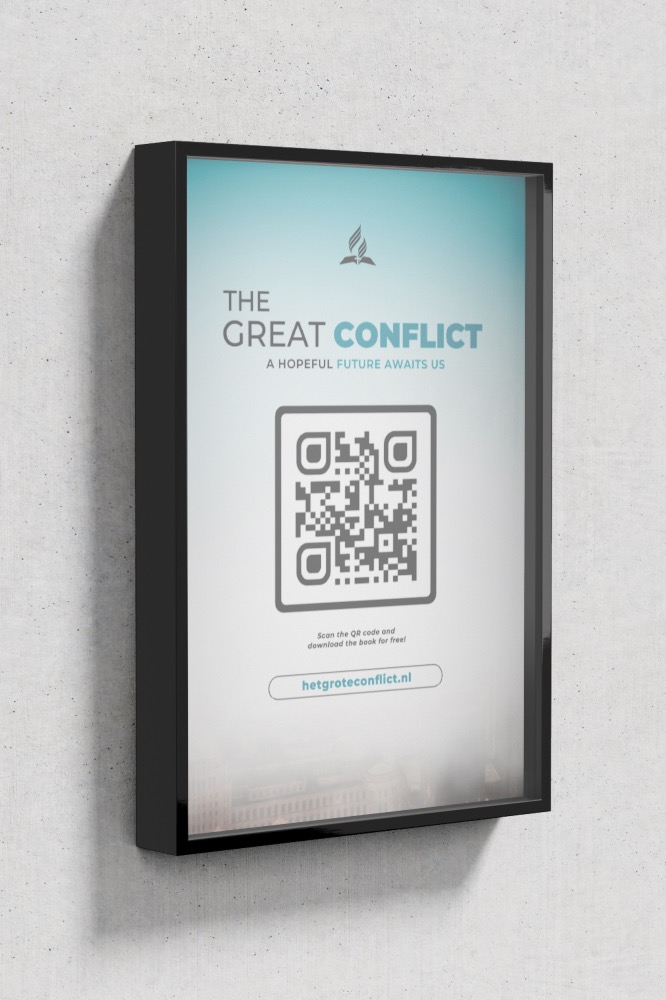 THE
GREAT CONFLICT
A HOPEFUL FUTURE AWAITS US
Scan the QR code and
download the book for free!
hetgroteconflict.nl